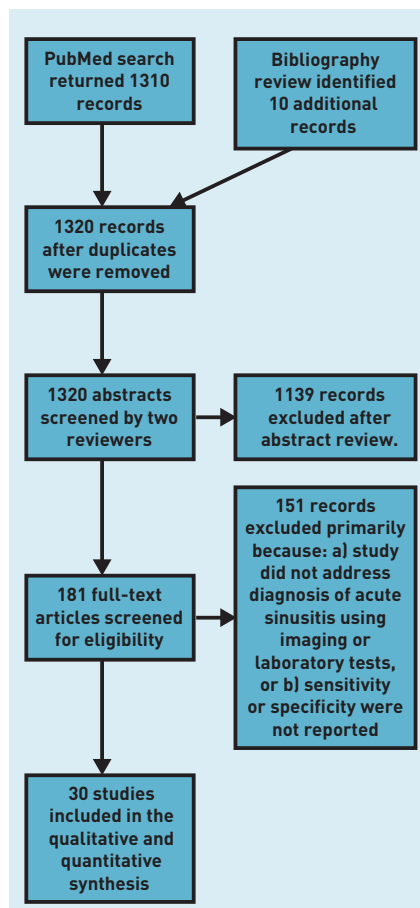 PubMed search
returned 1310
records
Bibliography
review identified
10 additional
records
1320 records
after duplicates
were removed
1320 abstracts
screened by two
reviewers
1139 records
excluded after
abstract review.
151 records
excluded primarily
because: a) study
did not address
diagnosis of acute
sinusitis using
imaging or
laboratory tests,
or b) sensitivity
or specificity were
not reported
181 full-text
articles screened
for eligibility
30 studies
included in the
qualitative and
quantitative
synthesis